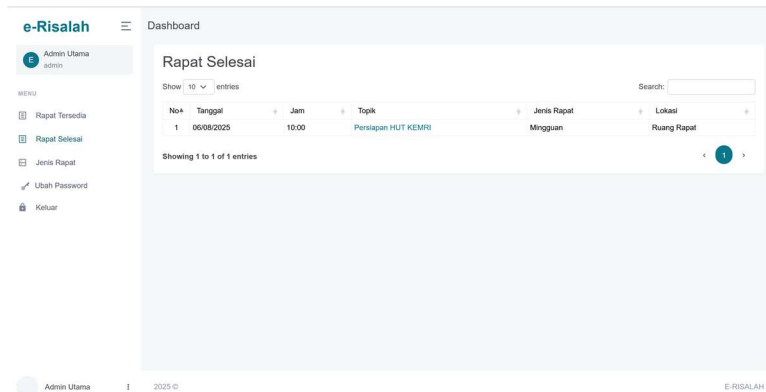 e-Risalah
Dashboard
E
Admin Utama
admin
MENU
Rapat Tersedia
Rapat Selesai
Jenis Rapat
Ubah Password
Keluar
Rapat Selesai
Show 10 entries
Search:
No Tanggal Jam Topik Jenis Rapat Lokasi
1 06/08/2025 10:00 Persiapan HUT KEMRI Mingguan Ruang Rapat
Showing 1 to 1 of 1 entries
‹ 1 ›
Admin Utama
2025 ©
E-RISALAH